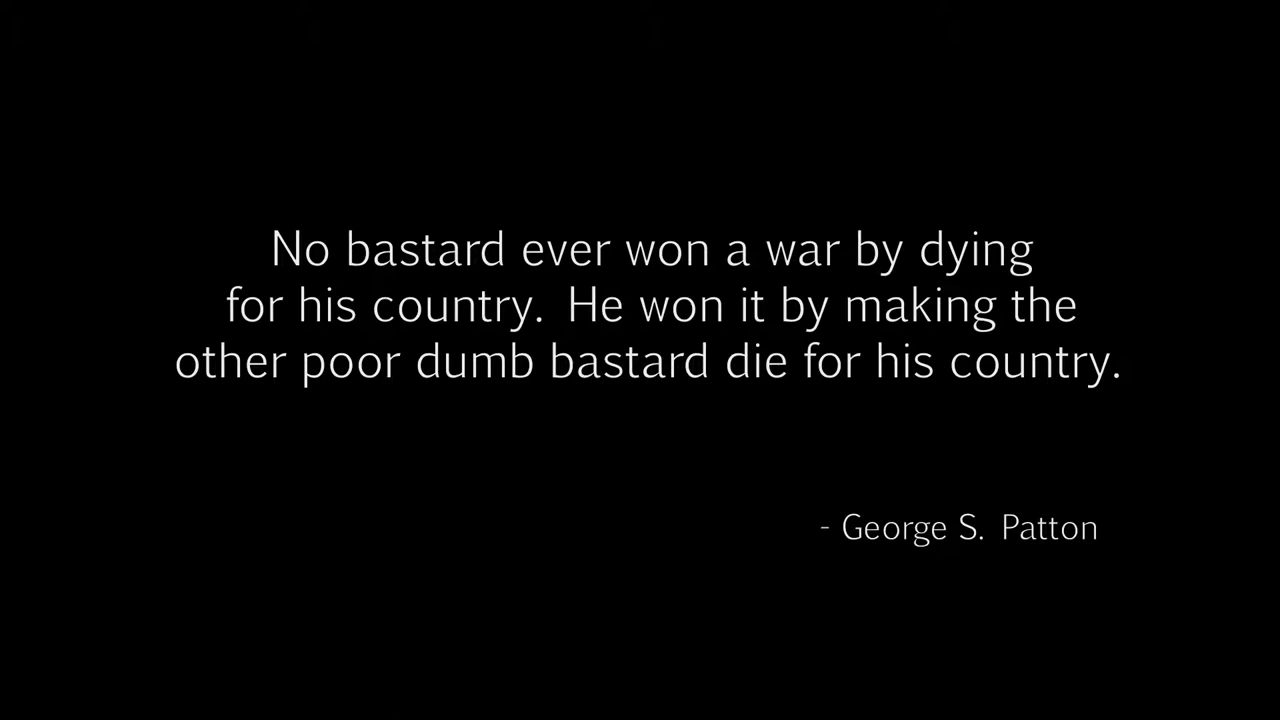 No bastard ever won a war by dying
for his country. He won it by making the
other poor dumb bastard die for his country.
- George S. Patton